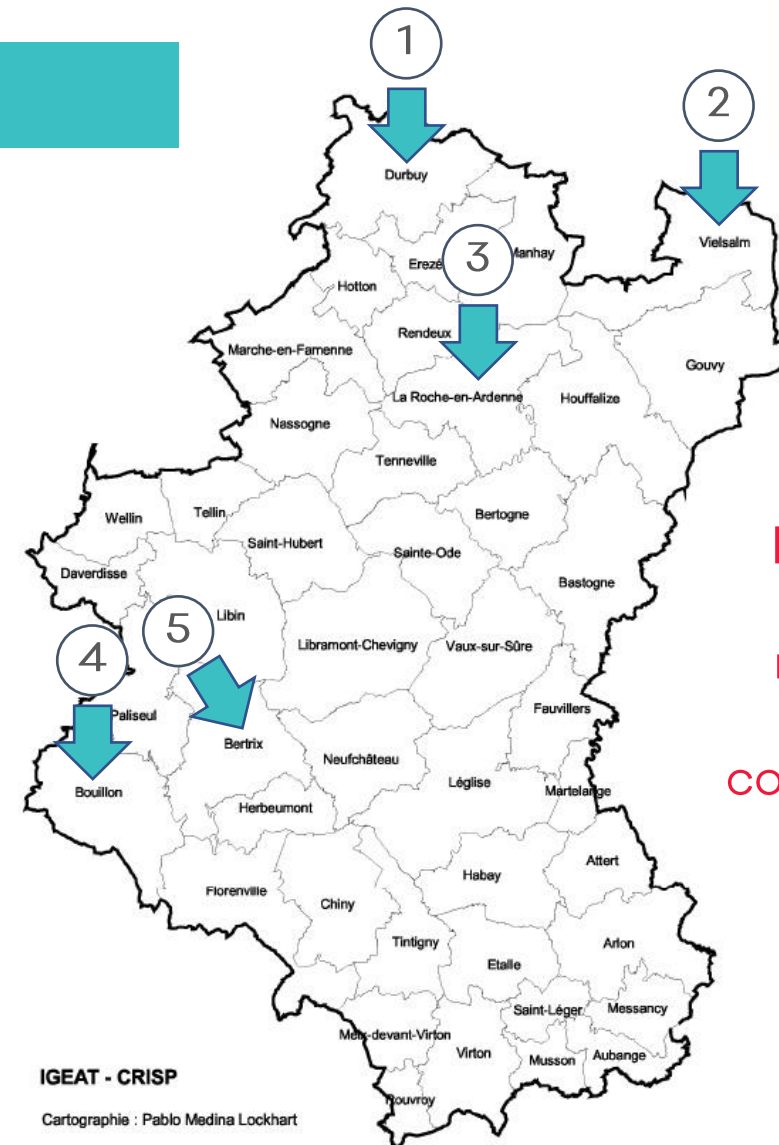 1
2
Durbuy
Vielsalm
3
Manhay
Erezé
Hotton
Rendeux
Marche-en-Famenne
Gouvy
La Roche-en-Ardenne
Houffalize
Nassogne
Tenneville
Bertogne
Wellin
Tellin
Saint-Hubert
Sainte-Ode
Daverdisse
Bastogne
Libin
5
Libramont-Chevigny
Vaux-sur-Sûre
4
Fauvillers
Paliseul
Bertrix
Neufchâteau
Léglise
Bouillon
Martelange
CO
Herbeumont
Attert
Habay
Florenville
Chiny
Tintigny
Arlon
Etalle
Saint-Léger
Messancy
Meix-devant-Virton
Virton
Musson
Aubange
IGEAT - CRISP
Rouvroy
Cartographie : Pablo Medina Lockhart